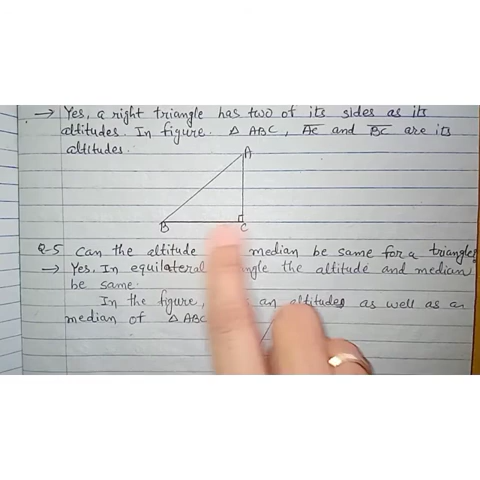 → Yes, a right triangle has two of its sides as its
altitudes. In figure. △ ABC, AC and BC are its
altitudes.
A
B
C
Q-5 Can the altitude median be same for a triangle
→ Yes. In equilateral the altitude and median
be same.
In the figure, an altitudes as well as a
median of △ ABC